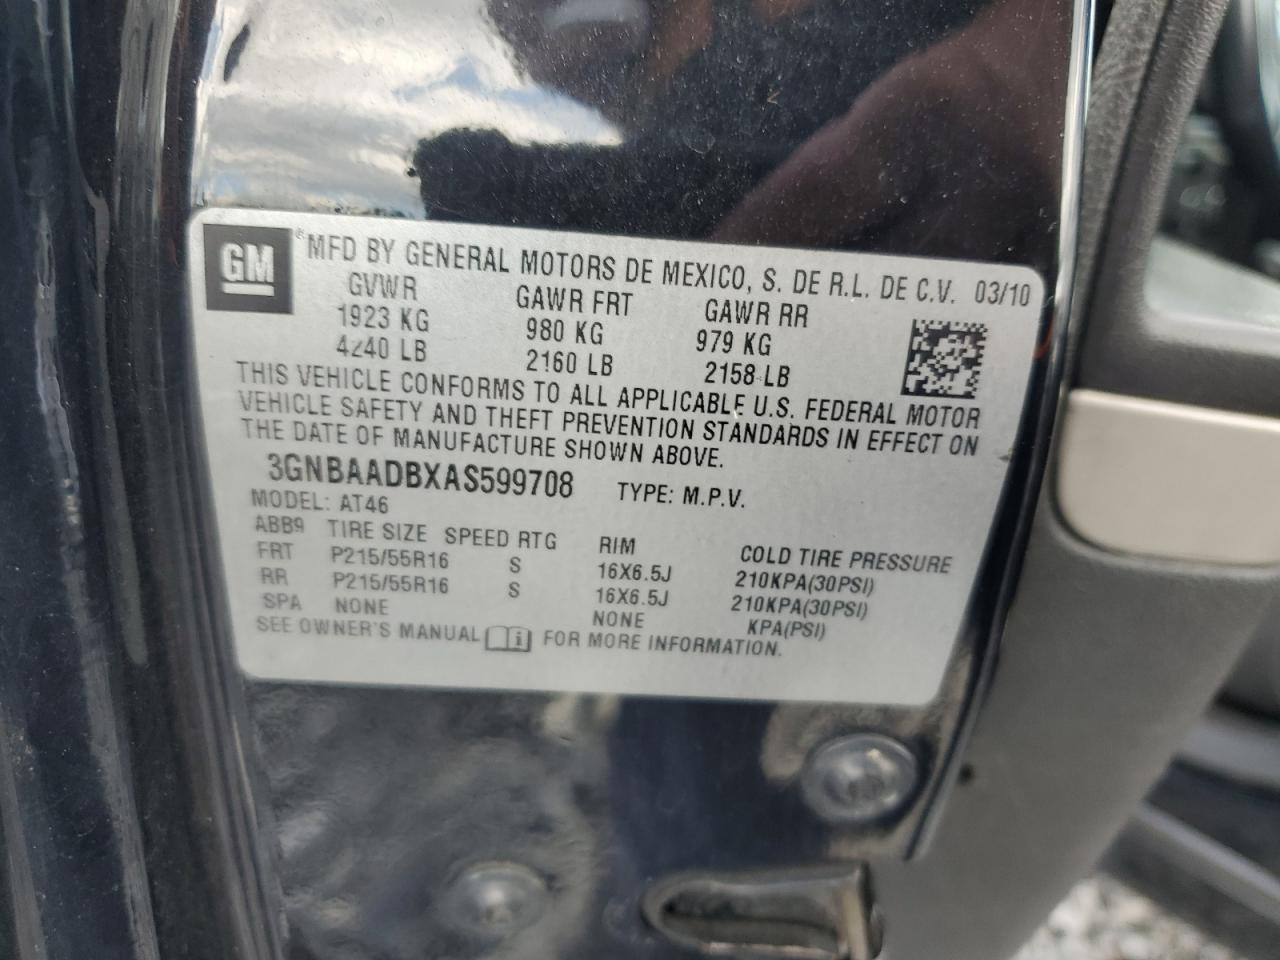 GM ® MFD BY GENERAL MOTORS DE MEXICO, S. DE R.L. DE C.V. 03/10
GVWR GAWR FRT GAWR RR
1923 KG 980 KG 979 KG
4240 LB 2160 LB 2158 LB
THIS VEHICLE CONFORMS TO ALL APPLICABLE U.S. FEDERAL MOTOR
VEHICLE SAFETY AND THEFT PREVENTION STANDARDS IN EFFECT ON
THE DATE OF MANUFACTURE SHOWN ABOVE.
3GNBAADBXAS599708 TYPE: M.P.V.
MODEL: AT46
ABB9 TIRE SIZE SPEED RTG RIM COLD TIRE PRESSURE
FRT P215/55R16 S 16X6.5J 210KPA(30PSI)
RR P215/55R16 S 16X6.5J 210KPA(30PSI)
SPA NONE NONE KPA(PSI)
SEE OWNER'S MANUAL i FOR MORE INFORMATION.